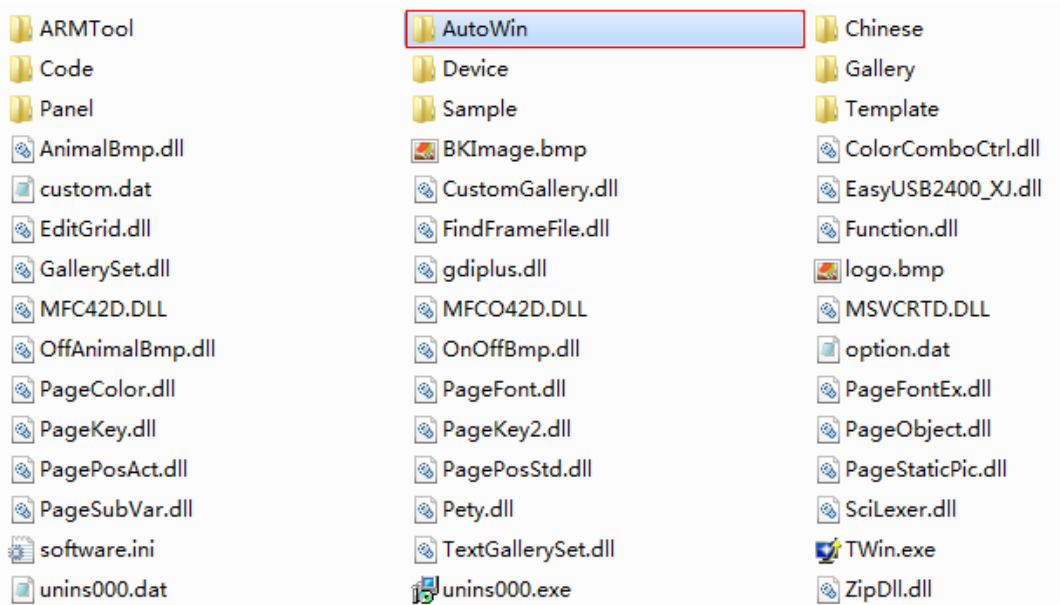 ARMTool AutoWin Chinese
Code Device Gallery
Panel Sample Template
AnimalBmp.dll BKImage.bmp ColorComboCtrl.dll
custom.dat CustomGallery.dll EasyUSB2400_XJ.dll
EditGrid.dll FindFrameFile.dll Function.dll
GallerySet.dll gdiplus.dll logo.bmp
MFC42D.DLL MFCO42D.DLL MSVCRTD.DLL
OffAnimalBmp.dll OnOffBmp.dll option.dat
PageColor.dll PageFont.dll PageFontEx.dll
PageKey.dll PageKey2.dll PageObject.dll
PagePosAct.dll PagePosStd.dll PageStaticPic.dll
PageSubVar.dll Pety.dll SciLexer.dll
software.ini TextGallerySet.dll TWin.exe
unins000.dat unins000.exe ZipDll.dll